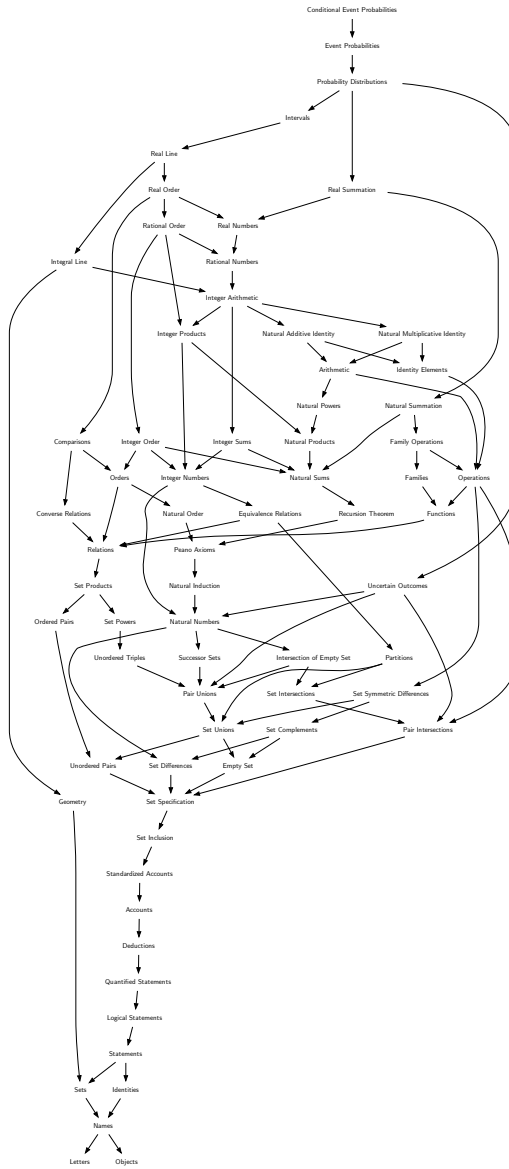 Conditional Event Probabilities
Event Probabilities
Probability Distributions
Intervals
Real Line
Real Order
Real Summation
Rational Order
Real Numbers
Integral Line
Rational Numbers
Integer Arithmetic
Integer Products
Natural Additive Identity
Natural Multiplicative Identity
Arithmetic
Identity Elements
Natural Powers
Natural Summation
Comparisons
Integer Order
Integer Sums
Natural Products
Family Operations
Orders
Integer Numbers
Natural Sums
Families
Operations
Converse Relations
Natural Order
Equivalence Relations
Recursion Theorem
Functions
Relations
Peano Axioms
Set Products
Natural Induction
Uncertain Outcomes
Ordered Pairs
Set Powers
Natural Numbers
Unordered Triples
Successor Sets
Intersection of Empty Set
Partitions
Pair Unions
Set Intersections
Set Symmetric Differences
Set Unions
Set Complements
Pair Intersections
Unordered Pairs
Set Differences
Empty Set
Geometry
Set Specification
Set Inclusion
Standardized Accounts
Accounts
Deductions
Quantified Statements
Logical Statements
Statements
Sets
Identities
Names
Letters
Objects